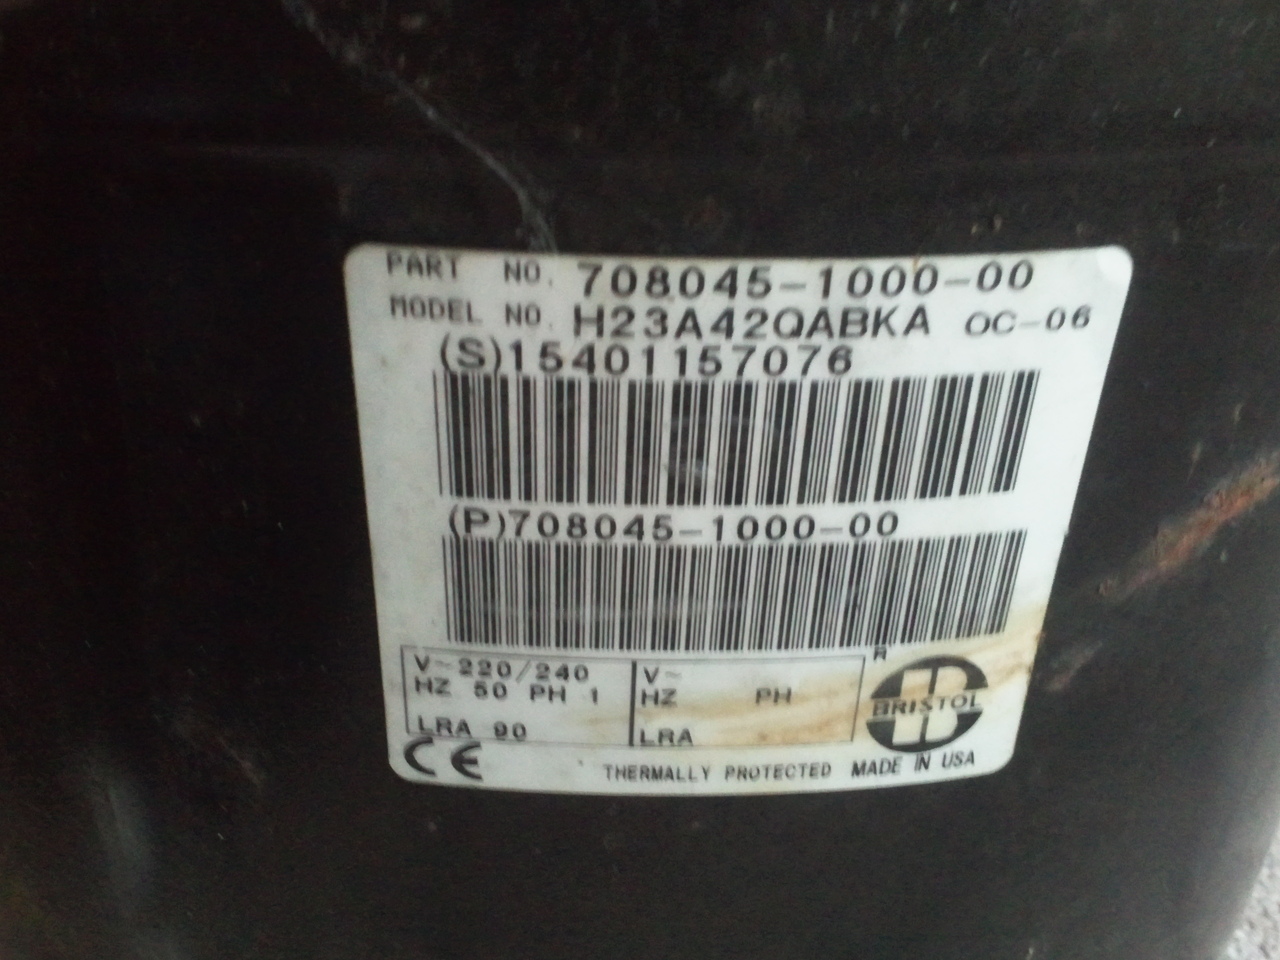 PART NO. 708045-1000-00
MODEL NO. H23A42QABKA OC-06
(S)15401157076
(P)708045-1000-00
V~220/240
HZ 50 PH 1
LRA 90
V~
HZ PH
LRA
R
B
BRISTOL
CE
THERMALLY PROTECTED MADE IN USA